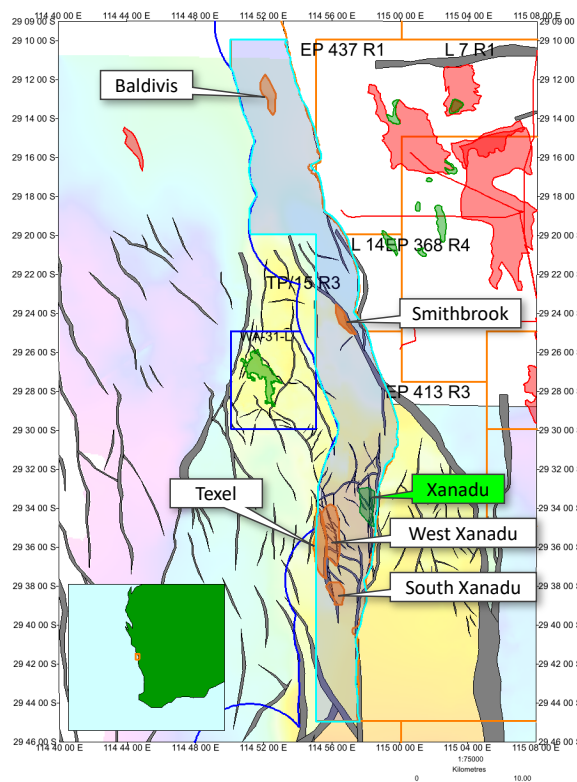 114 40 00 E 114 44 00 E 114 48 00 E 114 52 00 E 114 56 00 E 115 00 E 115 04 00 E 115 08 00 E
29 09 00 S 29 09 00 S
29 10 00 S 29 10 00 S
EP 437 R1 L 7 R1
29 12 00 S 29 12 00 S
Baldivis
29 14 00 S 29 14 00 S
29 16 00 S 29 16 00 S
29 18 00 S 29 18 00 S
29 20 00 S 29 20 00 S
L 14 EP 368 R4
29 22 00 S 29 22 00 S
TP/15 R3
29 24 00 S 29 24 00 S
Smithbrook
WA-31-L
29 26 00 S 29 26 00 S
29 28 00 S 29 28 00 S
EP 413 R3
29 30 00 S 29 30 00 S
29 32 00 S 29 32 00 S
Texel
Xanadu
29 34 00 S 29 34 00 S
West Xanadu
29 36 00 S 29 36 00 S
29 38 00 S 29 38 00 S
South Xanadu
29 40 00 S 29 40 00 S
29 42 00 S 29 42 00 S
29 44 00 S 29 44 00 S
29 46 00 S 29 46 00 S
114 40 00 E 114 44 00 E 114 48 00 E 114 52 00 E 114 56 00 E 115 00 E 115 04 00 E 115 08 00 E
1:75000
Kilometres
0 10.00